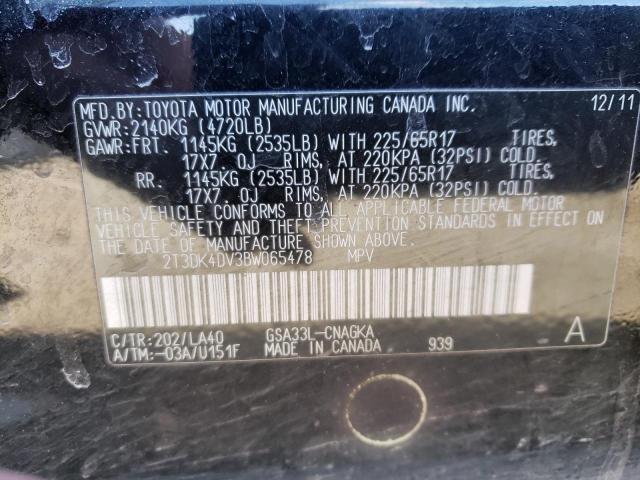 MFD.BY:TOYOTA MOTOR MANUFACTURING CANADA INC. 12/11
GVWR:2140KG (4720LB)
GAWR:FRT. 1145KG (2535LB) WITH 225/65R17 TIRES,
17X7 OJ RIMS, AT 220KPA (32PSI) COLD.
RR. 1145KG (2535LB) WITH 225/65R17 TIRES,
17X7 OJ RIMS, AT 220KPA (32PSI) COLD.
THIS VEHICLE CONFORMS TO ALL APPLICABLE FEDERAL MOTOR
VEHICLE SAFETY AND THEFT PREVENTION STANDARDS IN EFFECT ON
THE DATE OF MANUFACTURE SHOWN ABOVE.
2T3DK4DV3BW065478 MPV
C/TR:202/LA40 GSA33L-CNAGKA A
A/TM:-03A/U151F MADE IN CANADA 939